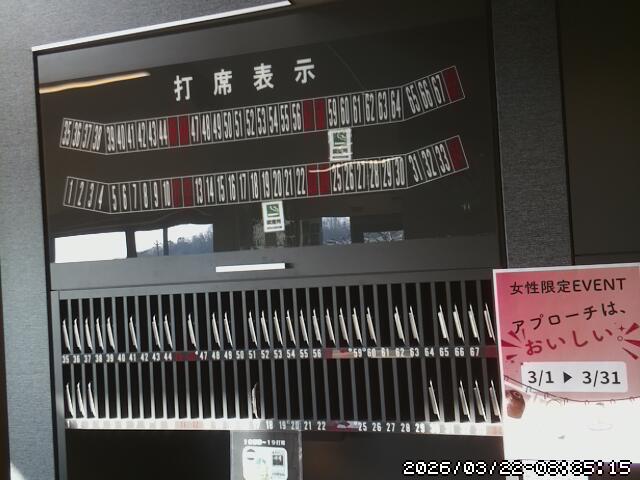 打席表示
35 36 37 38 39 40 41 42 43 44 47 48 49 50 51 52 53 54 55 56 59 60 61 62 63 64 65 66 67
1 2 3 4 5 6 7 8 9 10 13 14 15 16 17 18 19 20 21 22 25 26 27 28 29 30 31 32 33
35 36 37 38 39 40 41 42 43 44 47 48 49 50 51 52 53 54 55 56 59 60 61 62 63 64 65 66 67
17 18 19 20 21 22 25 26 27 28 29
女性限定EVENT
アプローチは、
おいしい。
3/1 ▶ 3/31
2026/03/22-08:35:15